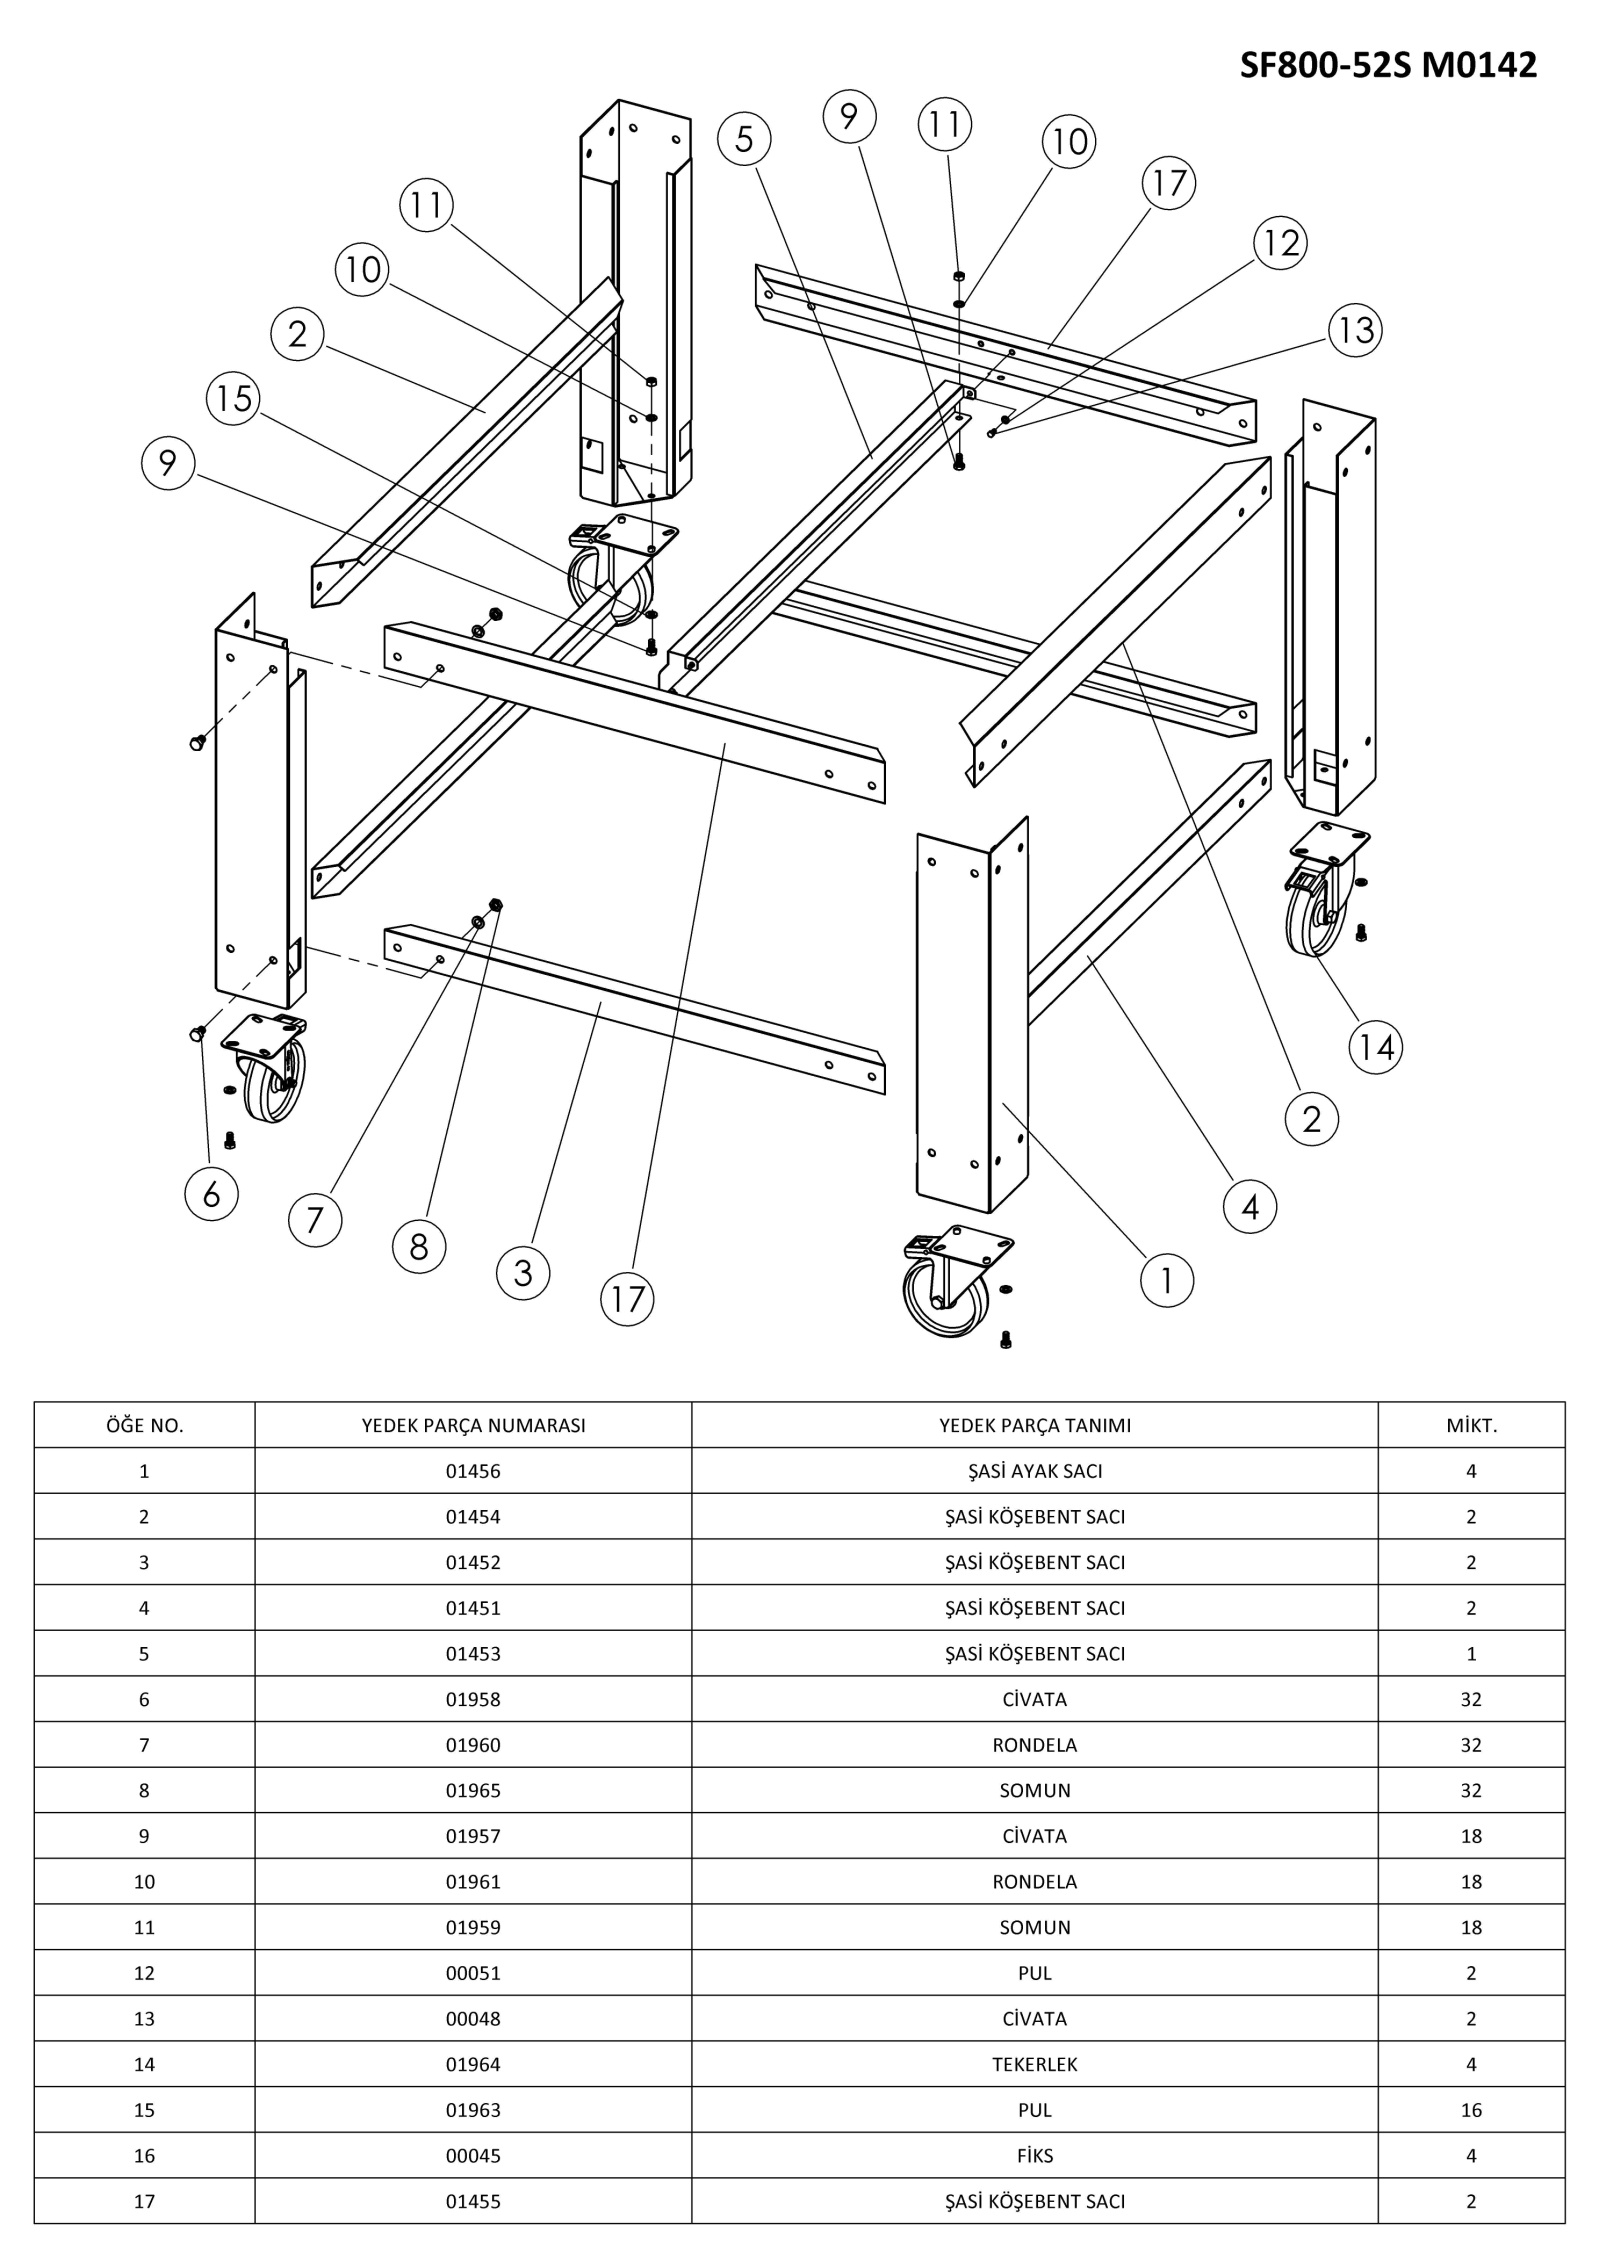 SF800-52S M0142
9
11
5
10
17
11
12
10
2
13
15
9
14
2
6
4
7
8
3
1
17
ÖĞE NO. YEDEK PARÇA NUMARASI YEDEK PARÇA TANIMI MİKT.
1 01456 ŞASİ AYAK SACI 4
2 01454 ŞASİ KÖŞEBENT SACI 2
3 01452 ŞASİ KÖŞEBENT SACI 2
4 01451 ŞASİ KÖŞEBENT SACI 2
5 01453 ŞASİ KÖŞEBENT SACI 1
6 01958 CİVATA 32
7 01960 RONDELA 32
8 01965 SOMUN 32
9 01957 CİVATA 18
10 01961 RONDELA 18
11 01959 SOMUN 18
12 00051 PUL 2
13 00048 CİVATA 2
14 01964 TEKERLEK 4
15 01963 PUL 16
16 00045 FİKS 4
17 01455 ŞASİ KÖŞEBENT SACI 2